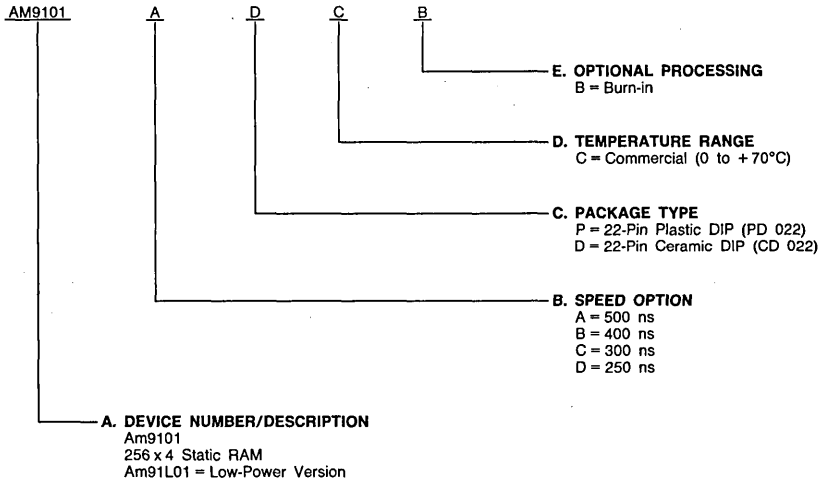 AM9101 A D C B
E. OPTIONAL PROCESSING
B = Burn-in
D. TEMPERATURE RANGE
C = Commercial (0 to +70°C)
C. PACKAGE TYPE
P = 22-Pin Plastic DIP (PD 022)
D = 22-Pin Ceramic DIP (CD 022)
B. SPEED OPTION
A = 500 ns
B = 400 ns
C = 300 ns
D = 250 ns
A. DEVICE NUMBER/DESCRIPTION
Am9101
256 x 4 Static RAM
Am91L01 = Low-Power Version